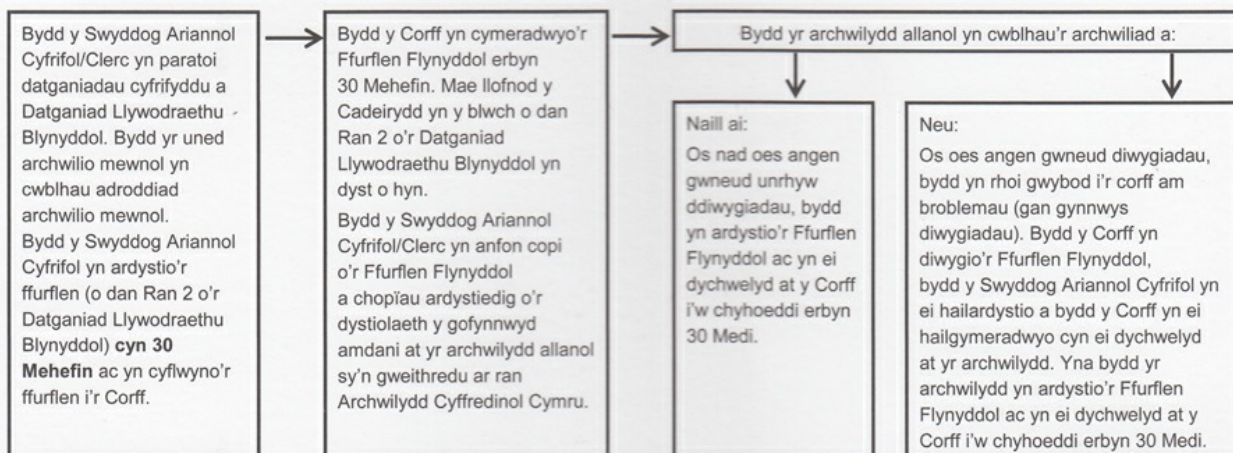 Bydd y Swyddog Ariannol
Cyfrifol/Clerc yn paratoi
datganiadau cyfrifyddu a
Datganiad Llywodraethu
Blynyddol. Bydd yr uned
archwilio mewnol yn
cwblhau adroddiad
archwilio mewnol.
Bydd y Swyddog Ariannol
Cyfrifol yn ardystio'r
ffurflen (o dan Ran 2 o'r
Datganiad Llywodraethu
Blynyddol) cyn 30
Mehefin ac yn cyflwyno'r
ffurflen i'r Corff.
Bydd y Corff yn cymeradwyo'r
Ffurflen Flynyddol erbyn
30 Mehefin. Mae llofnod y
Cadeirydd yn y blwch o dan
Ran 2 o'r Datganiad
Llywodraethu Blynyddol yn
dyst o hyn.
Bydd y Swyddog Ariannol
Cyfrifol/Clerc yn anfon copi
o'r Ffurflen Flynyddol
a chopïau ardystiedig o'r
dystiolaeth y gofynnwyd
amdani at yr archwilydd allanol
sy'n gweithredu ar ran
Archwilydd Cyffredinol Cymru.
Bydd yr archwilydd allanol yn cwblhau'r archwiliad a:
Naill ai:
Os nad oes angen
gwneud unrhyw
ddiwygiadau, bydd
yn ardystio'r Ffurflen
Flynyddol ac yn ei
dychwelyd at y Corff
i'w chyhoeddi erbyn
30 Medi.
Neu:
Os oes angen gwneud diwygiadau,
bydd yn rhoi gwybod i'r corff am
broblemau (gan gynnwys
diwygiadau). Bydd y Corff yn
diwygio'r Ffurflen Flynyddol,
bydd y Swyddog Ariannol Cyfrifol yn
ei hailardystio a bydd y Corff yn ei
hailgymeradwyo cyn ei dychwelyd
at yr archwilydd. Yna bydd yr
archwilydd yn ardystio'r Ffurflen
Flynyddol ac yn ei dychwelyd at y
Corff i'w chyhoeddi erbyn 30 Medi.